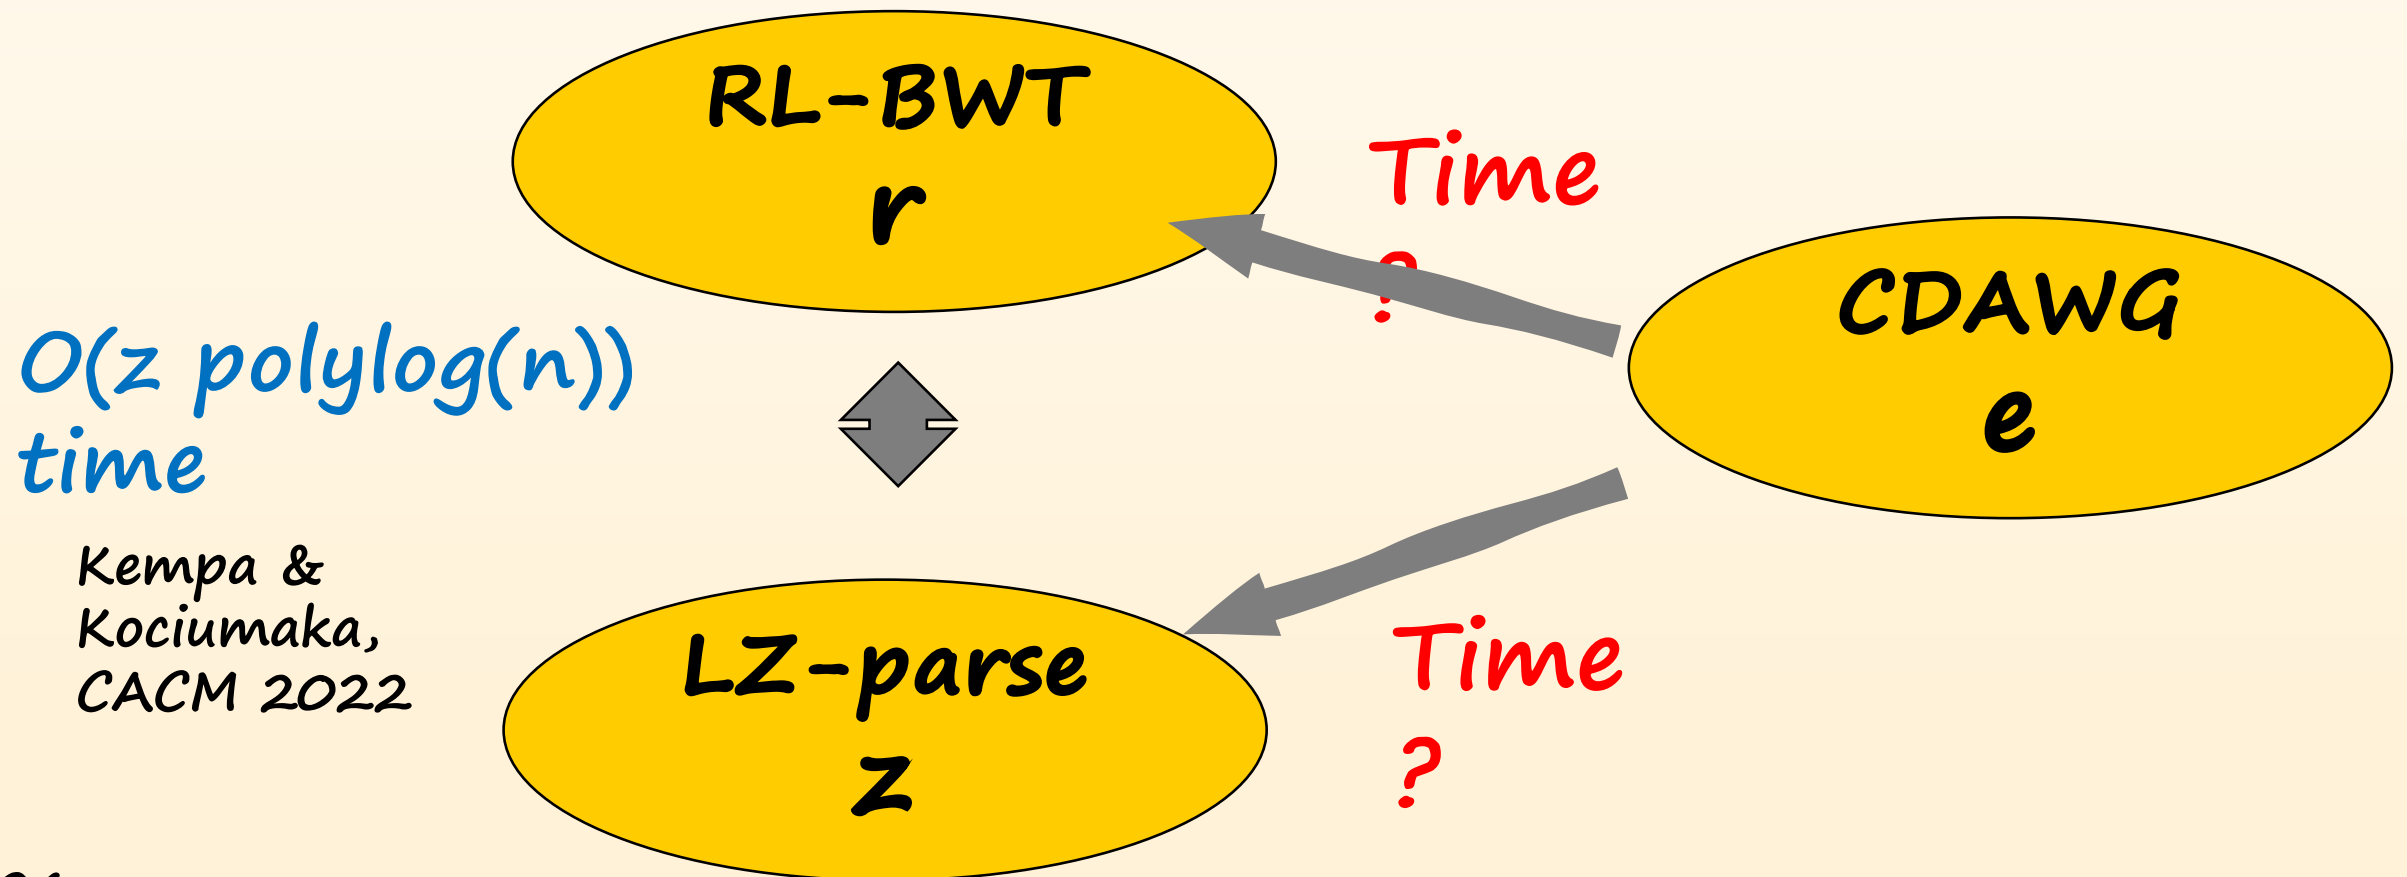 RL-BWT
r
Time
?
CDAWG
e
O(z polylog(n))
time
Kempa &
Kociumaka,
CACM 2022
LZ-parse
z
Time
?